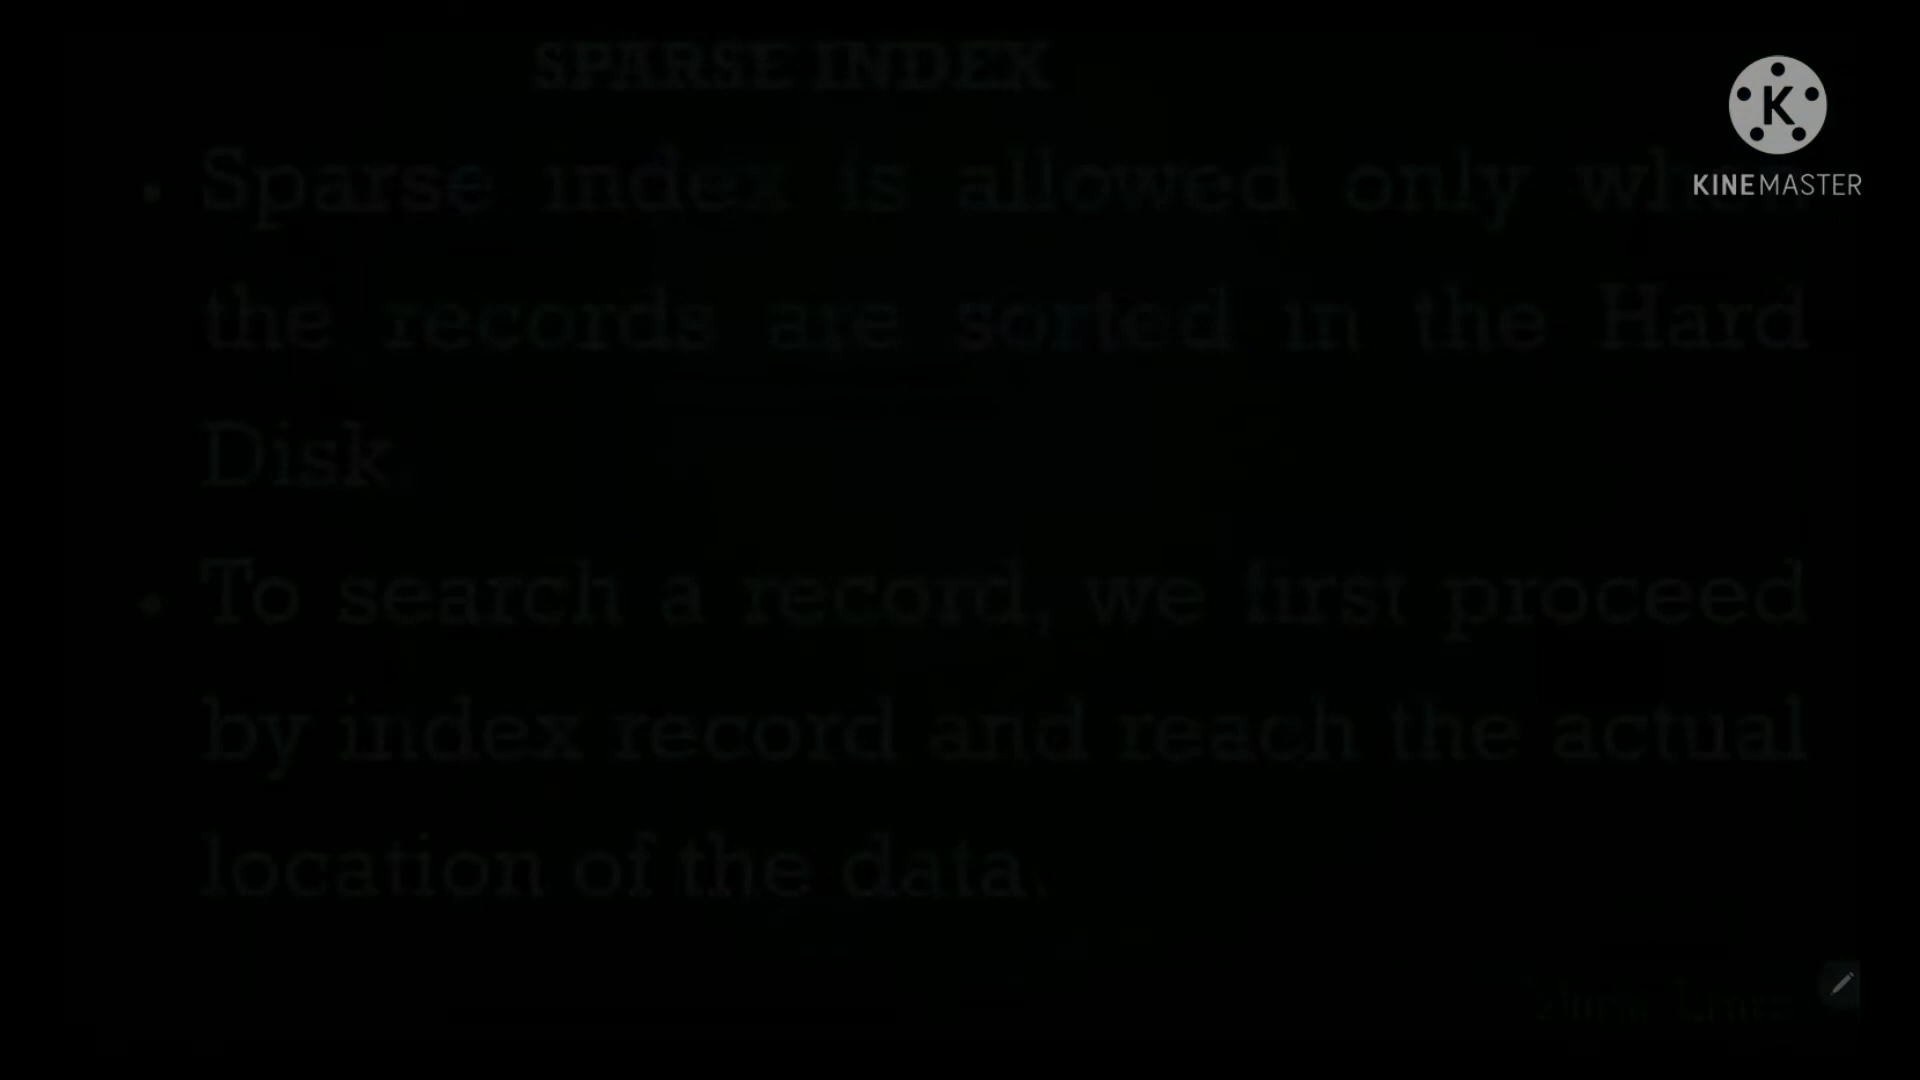 SPARSE INDEX
KINEMASTER
• Sparse index is allowed only when
the records are sorted in the Hard
Disk.
• To search a record, we first proceed
by index record and reach the actual
location of the data.